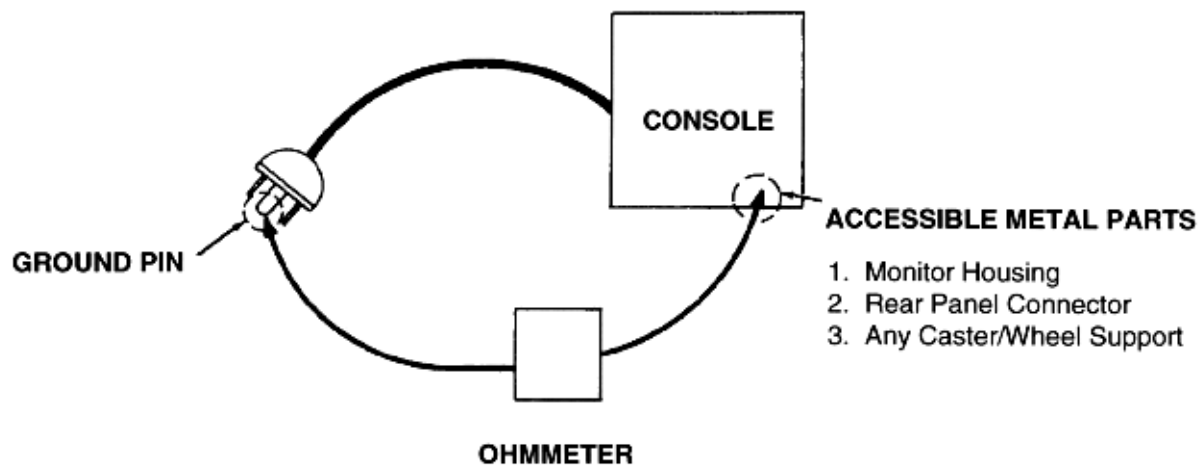 CONSOLE
GROUND PIN
ACCESSIBLE METAL PARTS
1. Monitor Housing
2. Rear Panel Connector
3. Any Caster/Wheel Support
OHMMETER